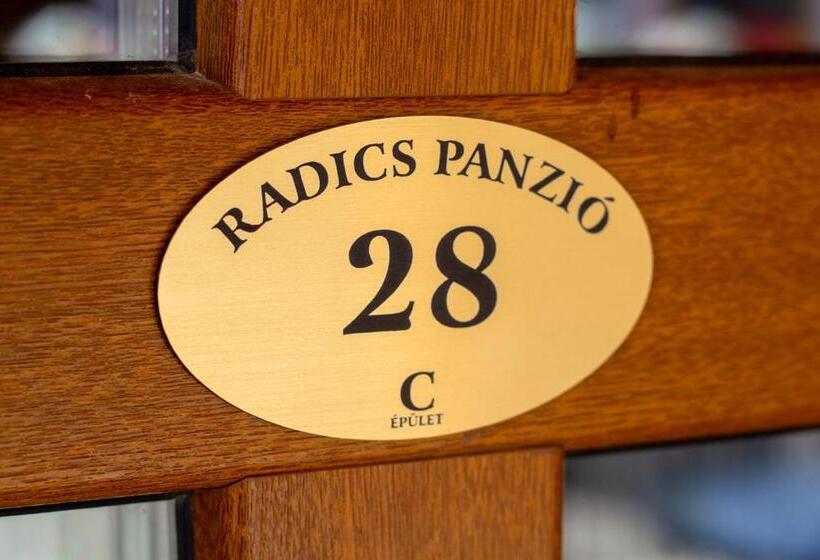 RADICS PANZIÓ
28
C
ÉPÜLET